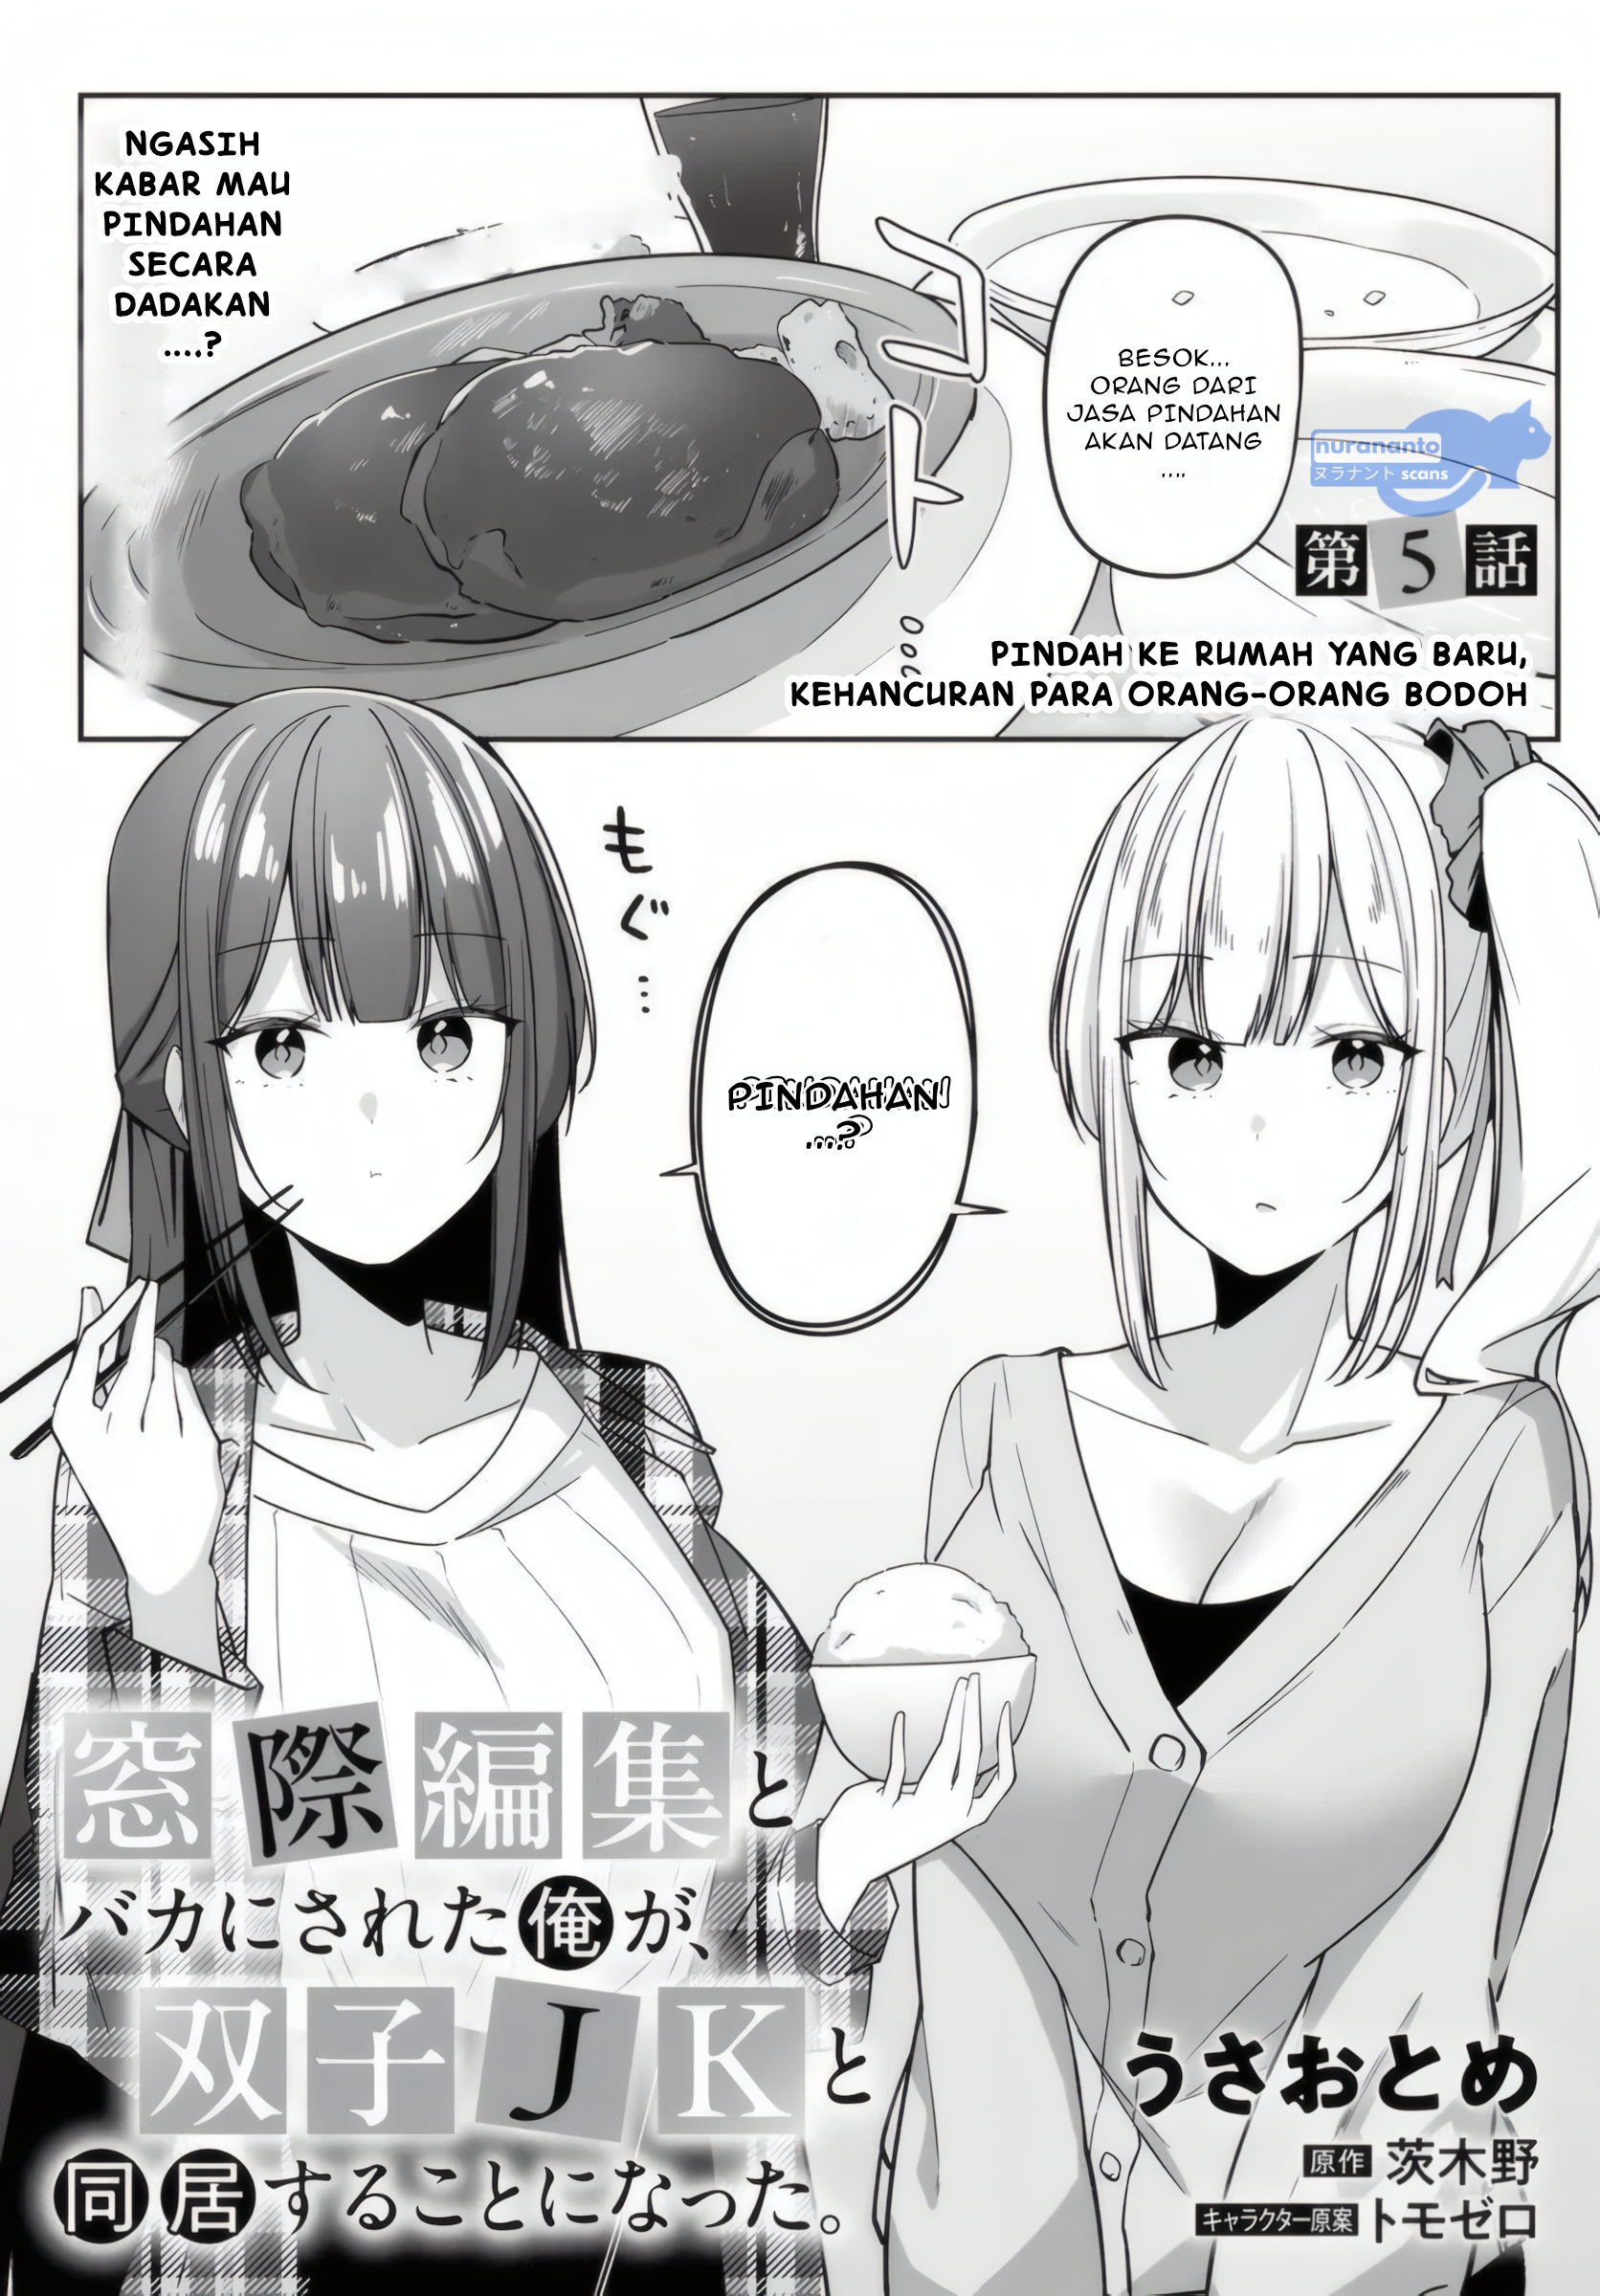 NGASIH
KABAR MAU
PINDAHAN
SECARA
DADAKAN
....?
コト
BESOK...
ORANG DARI
JASA PINDAHAN
AKAN DATANG
....
nurananto
ヌラナント scans
第5話
PINDAH KE RUMAH YANG BARU,
KEHANCURAN PARA ORANG-ORANG BODOH
もぐ…
PINDAHAN
....?
窓際編集と
バカにされた俺が、
双子JKと
同居することになった。
うさおとめ
原作 茨木野
キャラクター原案 トモゼロ